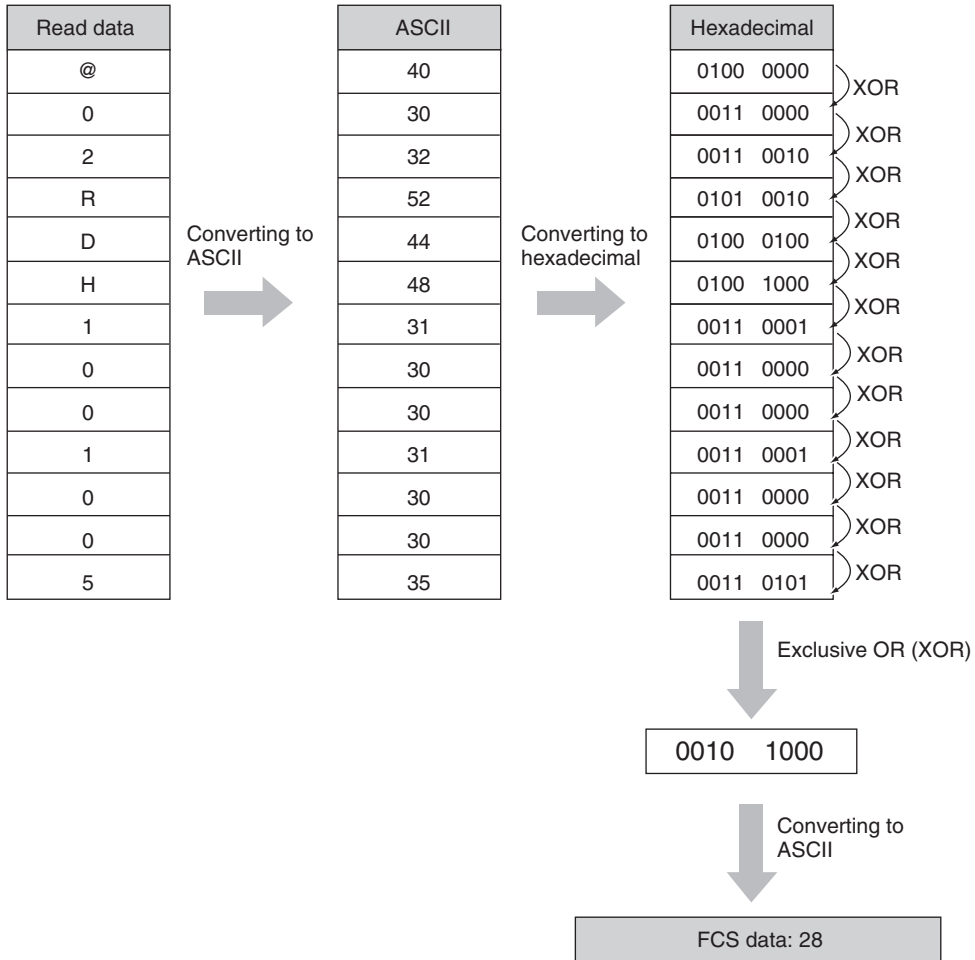 Read data
ASCII
Hexadecimal
@
40
0100 0000
XOR
0
30
0011 0000
XOR
2
32
0011 0010
XOR
R
52
0101 0010
XOR
D
44
0100 0100
XOR
H
48
0100 1000
XOR
1
31
0011 0001
XOR
0
30
0011 0000
XOR
0
30
0011 0000
XOR
1
31
0011 0001
XOR
0
30
0011 0000
XOR
0
30
0011 0000
XOR
5
35
0011 0101
Converting to
ASCII
Converting to
hexadecimal
Exclusive OR (XOR)
0010 1000
Converting to
ASCII
FCS data: 28